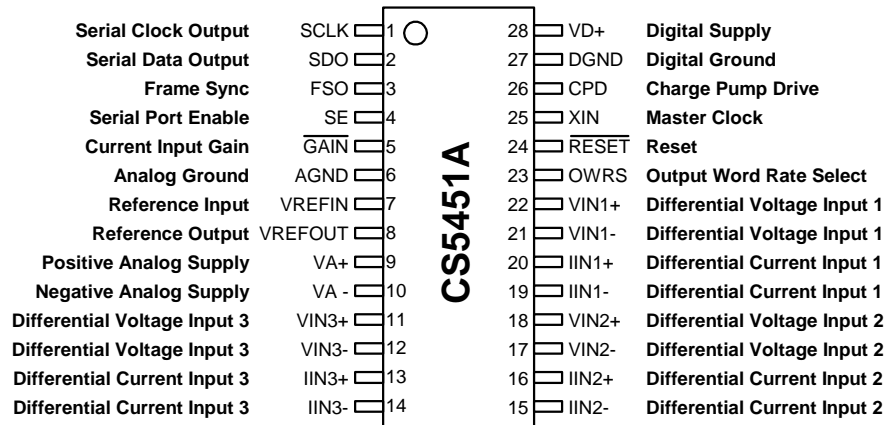 Serial Clock Output SCLK 1 28 VD+ Digital Supply
Serial Data Output SDO 2 27 DGND Digital Ground
Frame Sync FSO 3 26 CPD Charge Pump Drive
Serial Port Enable SE 4 25 XIN Master Clock
Current Input Gain GAIN 5 24 RESET Reset
Analog Ground AGND 6 23 OWRS Output Word Rate Select
Reference Input VREFIN 7 22 VIN1+ Differential Voltage Input 1
Reference Output VREFOUT 8 21 VIN1- Differential Voltage Input 1
Positive Analog Supply VA+ 9 20 IIN1+ Differential Current Input 1
Negative Analog Supply VA - 10 19 IIN1- Differential Current Input 1
Differential Voltage Input 3 VIN3+ 11 18 VIN2+ Differential Voltage Input 2
Differential Voltage Input 3 VIN3- 12 17 VIN2- Differential Voltage Input 2
Differential Current Input 3 IIN3+ 13 16 IIN2+ Differential Current Input 2
Differential Current Input 3 IIN3- 14 15 IIN2- Differential Current Input 2
CS5451A